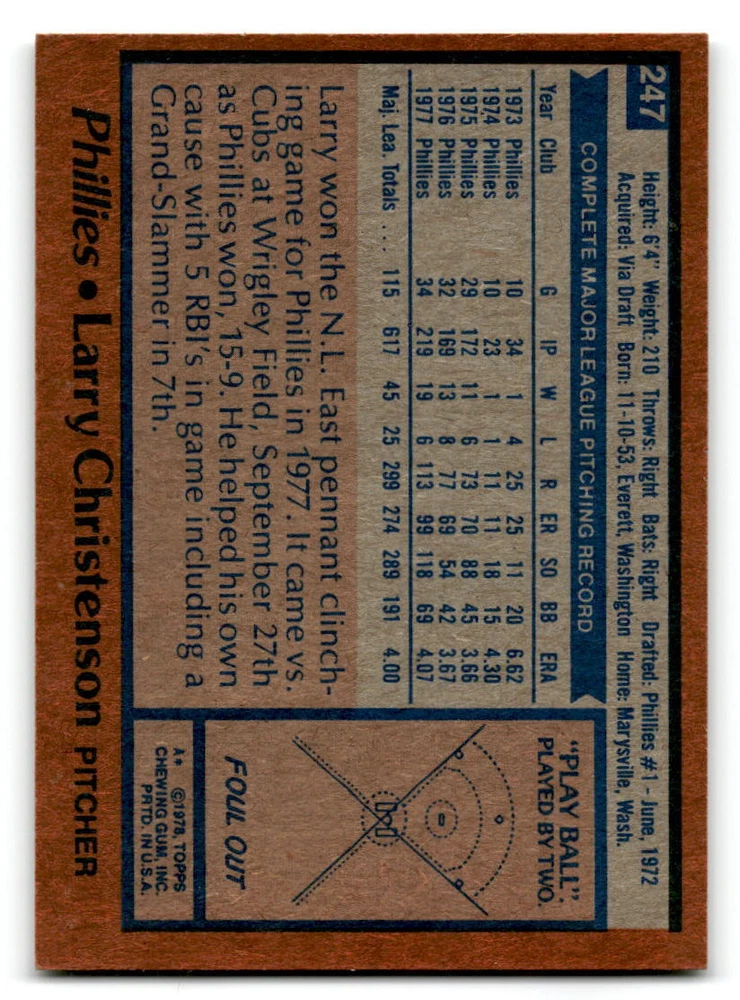 247
Height: 6'4" Weight: 210 Throws: Right Bats: Right Drafted: Phillies #1 - June, 1972
Acquired: Via Draft Born: 11-10-53, Everett, Washington Home: Marysville, Wash.
COMPLETE MAJOR LEAGUE PITCHING RECORD
Year Club G IP W L R ER SO BB ERA
1973 Phillies 10 34 1 4 25 25 11 20 6.62
1974 Phillies 10 23 1 1 11 11 18 15 4.30
1975 Phillies 29 172 11 6 73 70 88 45 3.66
1976 Phillies 32 169 13 8 77 69 54 42 3.67
1977 Phillies 34 219 19 6 113 99 118 69 4.07
Maj. Lea. Totals .... 115 617 45 25 299 274 289 191 4.00
Larry won the N.L. East pennant clinch-
ing game for Phillies in 1977. It came vs.
Cubs at Wrigley Field, September 27th
as Phillies won, 15-9. He helped his own
cause with 5 RBI's in game including a
Grand-Slammer in 7th.
"PLAY BALL"
PLAYED BY TWO.
FOUL OUT
A* ©1978, TOPPS
CHEWING GUM, INC.
PRTD. IN U.S.A.
Phillies • Larry Christenson PITCHER